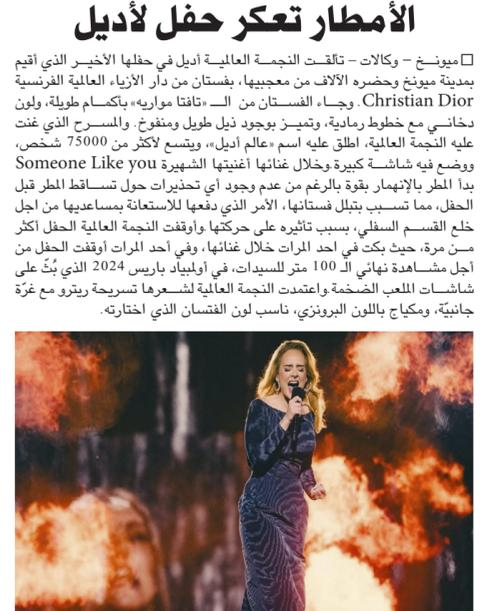 الأمطار تعكر حفل لأديل
□ ميونخ – وكالات – تألقت النجمة العالمية أديل في حفلها الأخير الذي أقيم
بمدينة ميونخ وحضره الآلاف من معجبيها، بفستان من دار الأزياء العالمية الفرنسية
Christian Dior. وجاء الفستان من الـ «تافتا مواريه» بأكمام طويلة، ولون
دخاني مع خطوط رمادية، وتميز بوجود ذيل طويل ومنفوخ. والمسرح الذي غنت
عليه النجمة العالمية، اطلق عليه اسم «عالم أديل»، ويتسع لأكثر من 75000 شخص،
ووضع فيه شاشة كبيرة.وخلال غنائها أغنيتها الشهيرة Someone Like you
بدأ المطر بالإنهمار بقوة بالرغم من عدم وجود أي تحذيرات حول تساقط المطر قبل
الحفل، مما تسبب بتبلل فستانها، الأمر الذي دفعها للاستعانة بمساعديها من اجل
خلع القسم السفلي، بسبب تأثيره على حركتها.وأوقفت النجمة العالمية الحفل أكثر
من مرة، حيث بكت في احد المرات خلال غنائها، وفي أحد المرات أوقفت الحفل من
أجل مشاهدة نهائي الـ 100 متر للسيدات، في أولمبياد باريس 2024 الذي بُثّ على
شاشات الملعب الضخمة.واعتمدت النجمة العالمية لشعرها تسريحة ريترو مع غرّة
جانبيّة، ومكياج باللون البرونزي، ناسب لون الفتسان الذي اختارته.